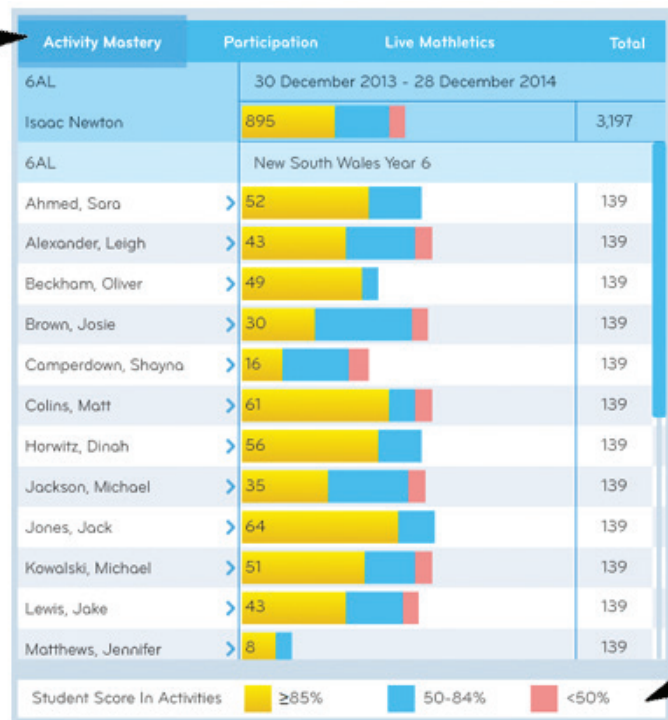 Activity Mastery Participation Live Mathletics Total
6AL 30 December 2013 - 28 December 2014
Isaac Newton 895 3,197
6AL New South Wales Year 6
Ahmed, Sara 52 139
Alexander, Leigh 43 139
Beckham, Oliver 49 139
Brown, Josie 30 139
Camperdown, Shayna 16 139
Colins, Matt 61 139
Horwitz, Dinah 56 139
Jackson, Michael 35 139
Jones, Jack 64 139
Kowalski, Michael 51 139
Lewis, Jake 43 139
Matthews, Jennifer 8 139
Student Score In Activities ≥85% 50-84% <50%